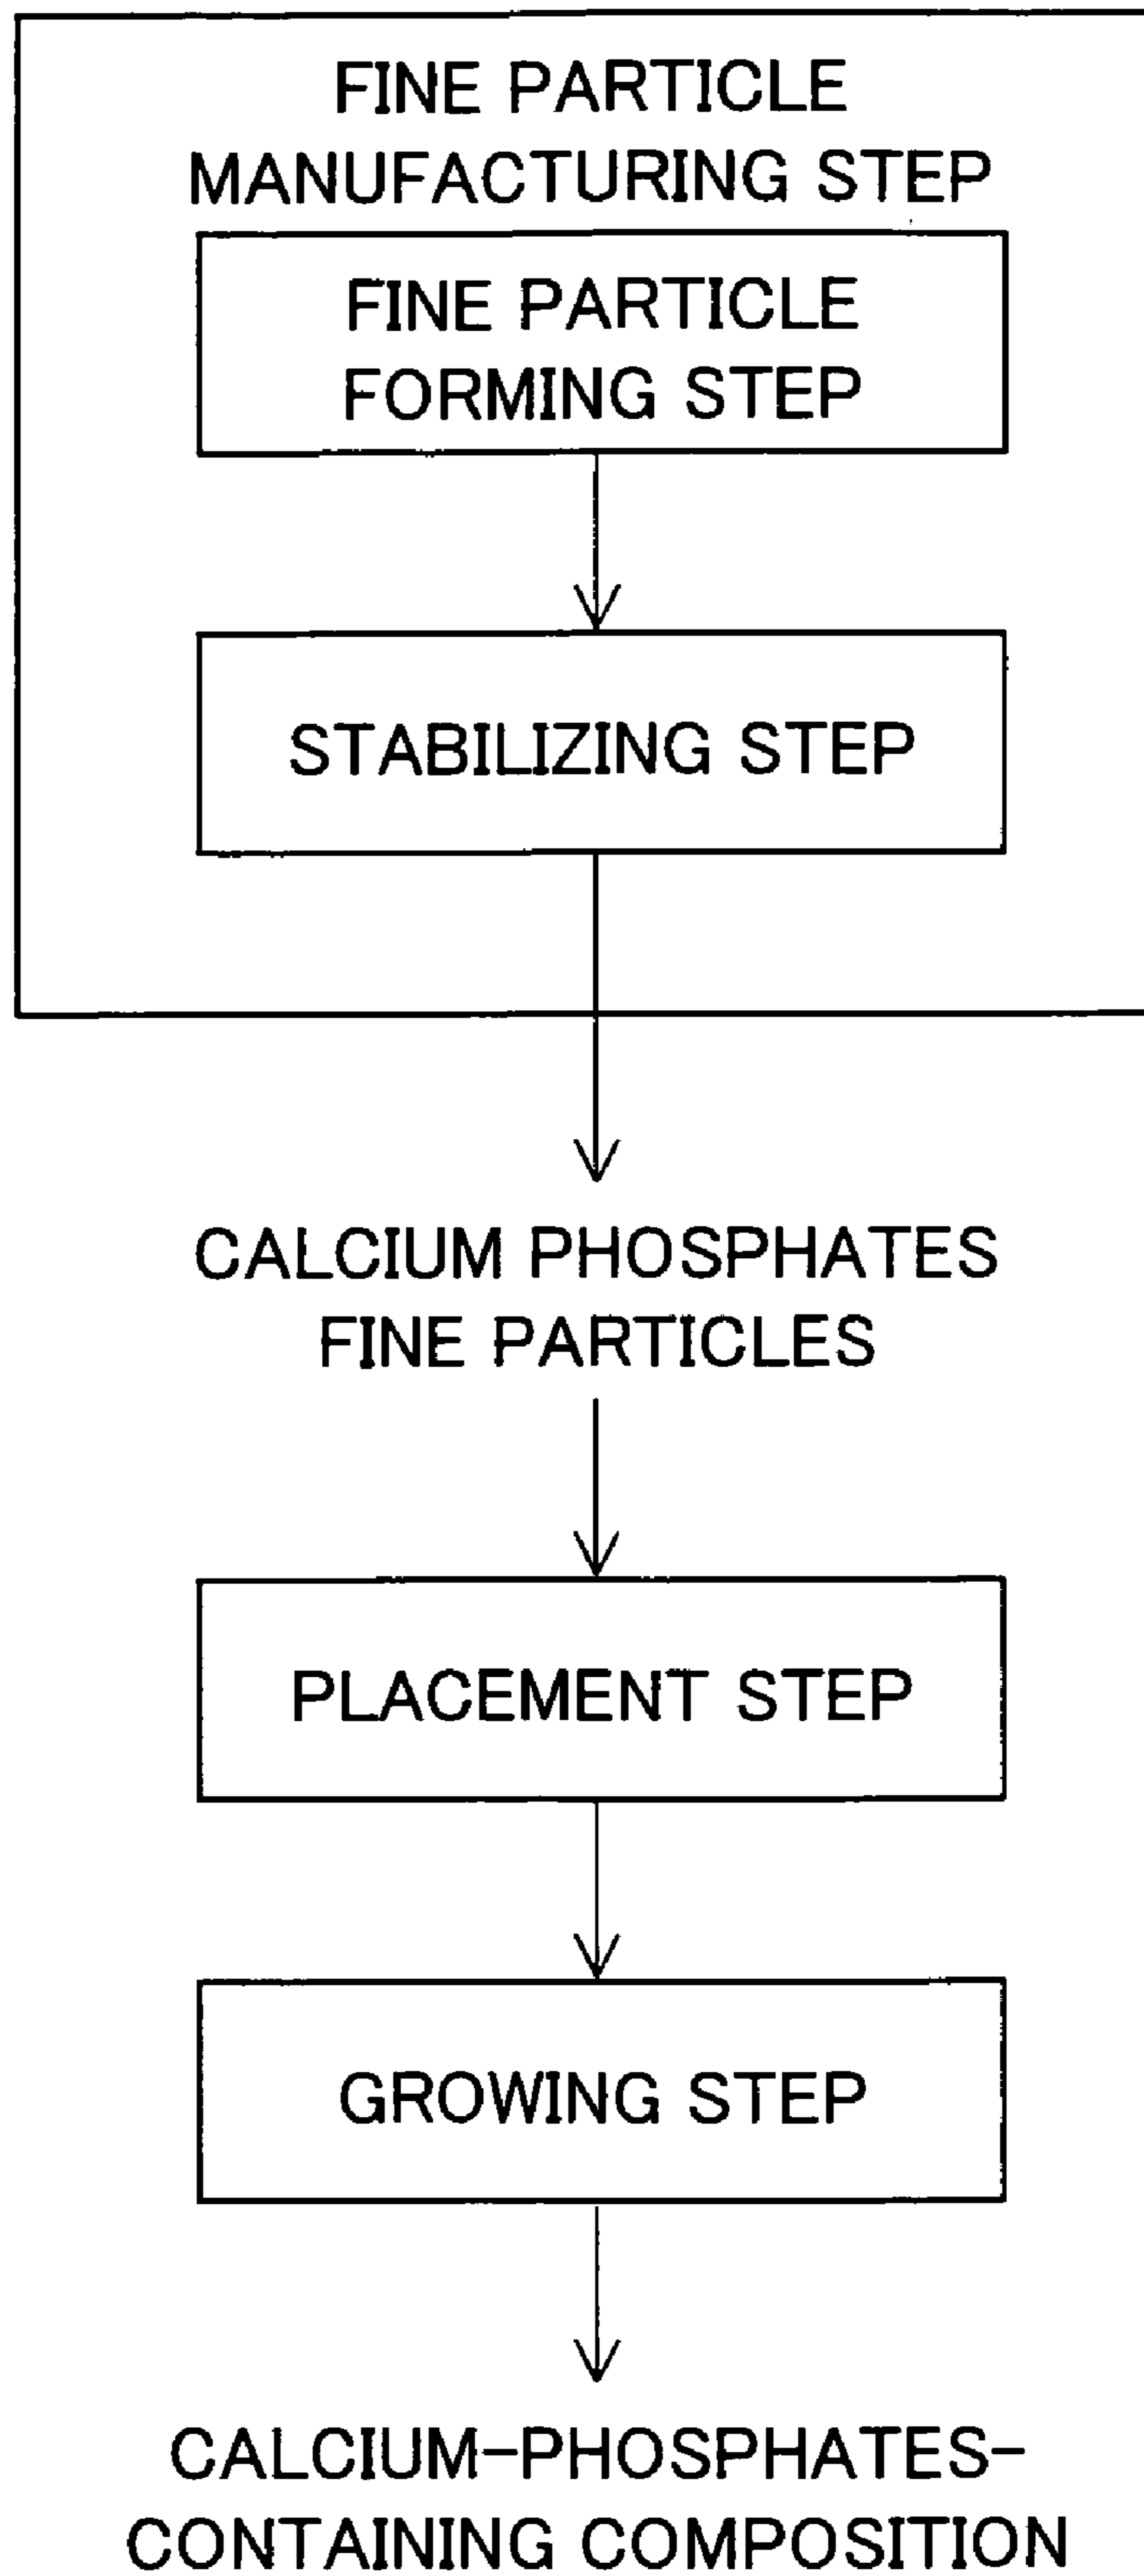 FINE PARTICLE
MANUFACTURING STEP
FINE PARTICLE
FORMING STEP
STABILIZING STEP
CALCIUM PHOSPHATES
FINE PARTICLES
PLACEMENT STEP
GROWING STEP
CALCIUM-PHOSPHATES-
CONTAINING COMPOSITION